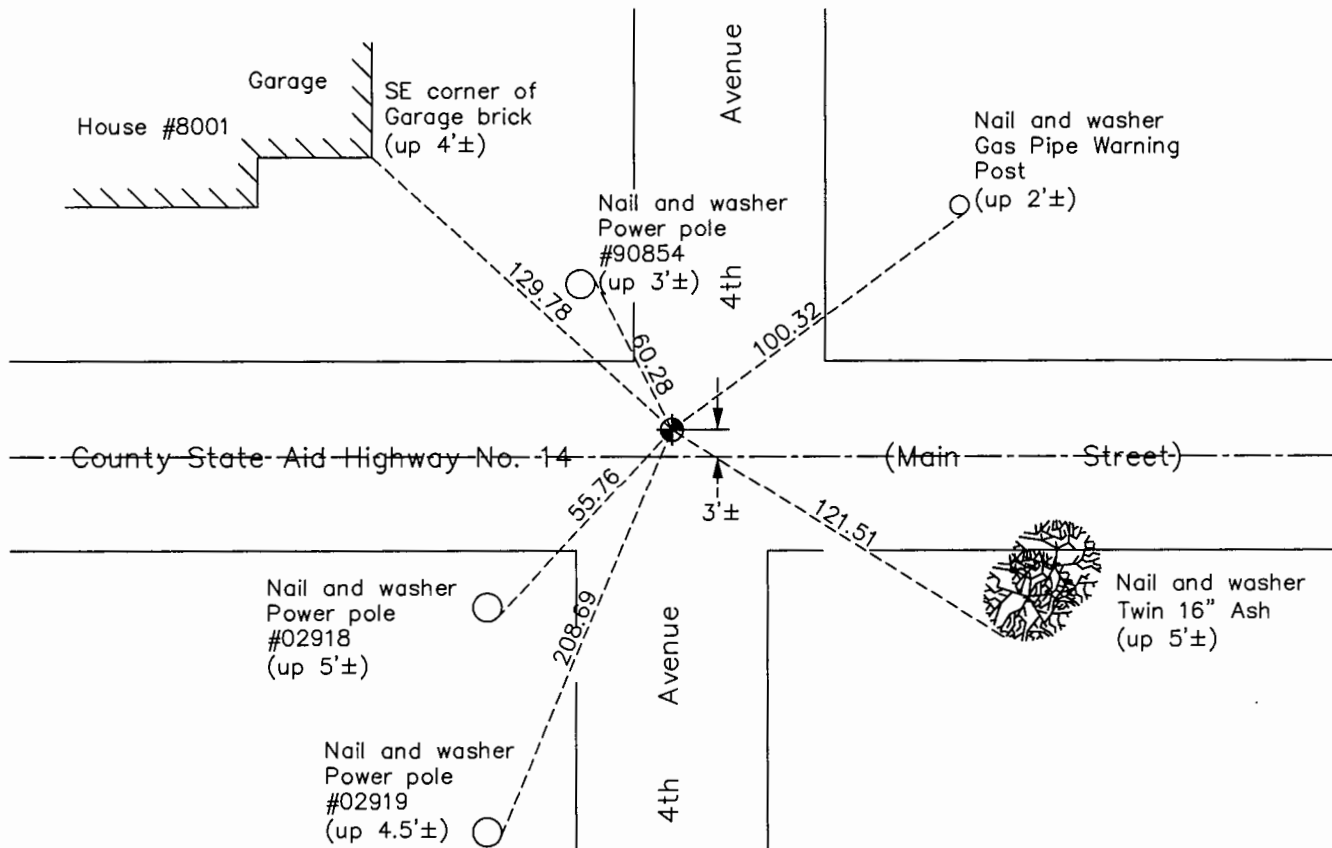 Garage
House #8001
SE corner of
Garage brick
(up 4'±)
4th Avenue
Nail and washer
Gas Pipe Warning
Post
(up 2'±)
Nail and washer
Power pole
#90854
(up 3'±)
129.78
60.28
100.32
County State Aid Highway No. 14
(Main Street)
55.76
208.69
3'±
121.51
Nail and washer
Power pole
#02918
(up 5'±)
Nail and washer
Twin 16" Ash
(up 5'±)
4th Avenue
Nail and washer
Power pole
#02919
(up 4.5'±)